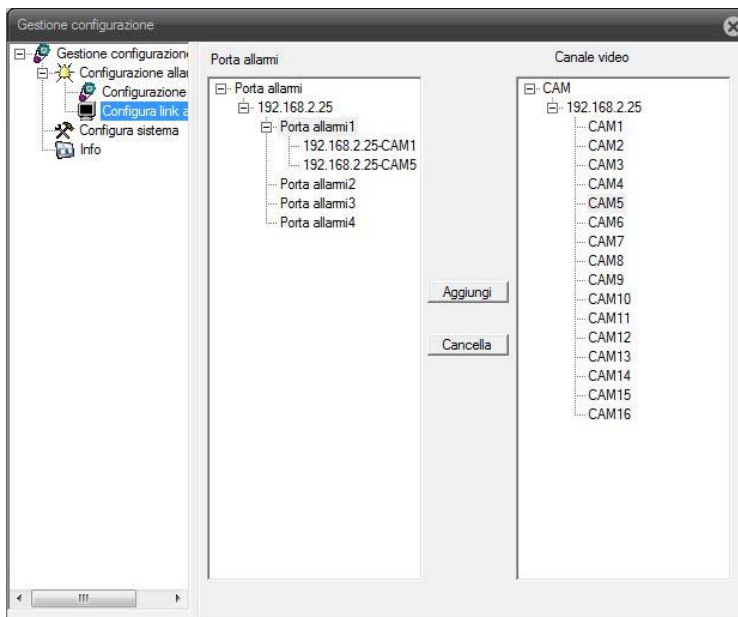 Gestione configurazione
Gestione configurazion
Configurazione alla
Configurazione
Configura link a
Configura sistema
Info
Porta allarmi
Porta allarmi
192.168.2.25
Porta allarmi1
192.168.2.25-CAM1
192.168.2.25-CAM5
Porta allarmi2
Porta allarmi3
Porta allarmi4
Aggiungi
Cancella
Canale video
CAM
192.168.2.25
CAM1
CAM2
CAM3
CAM4
CAM5
CAM6
CAM7
CAM8
CAM9
CAM10
CAM11
CAM12
CAM13
CAM14
CAM15
CAM16